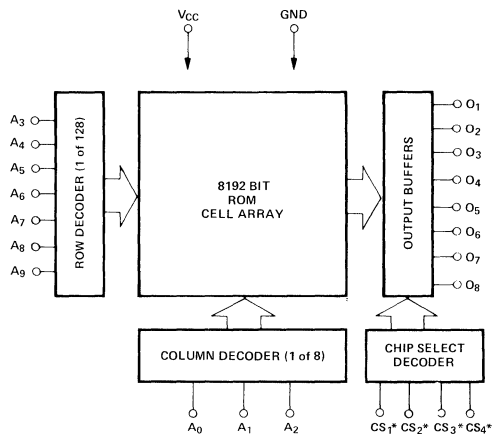 VCC GND
A3
A4
A5
A6
A7
A8
A9
ROW DECODER (1 of 128)
8192 BIT
ROM
CELL ARRAY
OUTPUT BUFFERS
O1
O2
O3
O4
O5
O6
O7
O8
COLUMN DECODER (1 of 8)
CHIP SELECT
DECODER
A0 A1 A2
CS1* CS2* CS3* CS4*